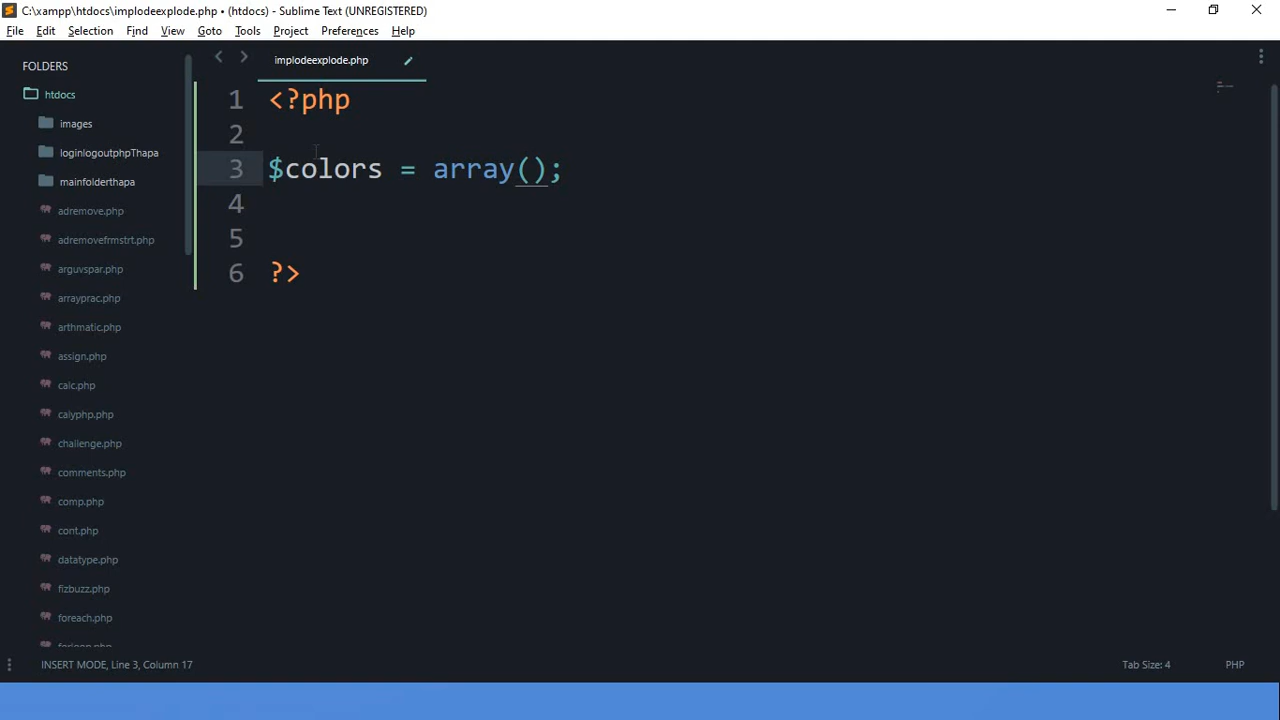 C:\xampp\htdocs\implodeexplode.php • (htdocs) - Sublime Text (UNREGISTERED)
File Edit Selection Find View Goto Tools Project Preferences Help
FOLDERS
htdocs
images
loginlogoutphpThapa
mainfolderthapa
adremove.php
adremovefrmstrt.php
arguvspar.php
arrayprac.php
arthmatic.php
assign.php
calc.php
calyphp.php
challenge.php
comments.php
comp.php
cont.php
datatype.php
fizbuzz.php
foreach.php
implodeexplode.php
1 <?php
2
3 $colors = array();
4
5
6 ?>
INSERT MODE, Line 3, Column 17
Tab Size: 4
PHP